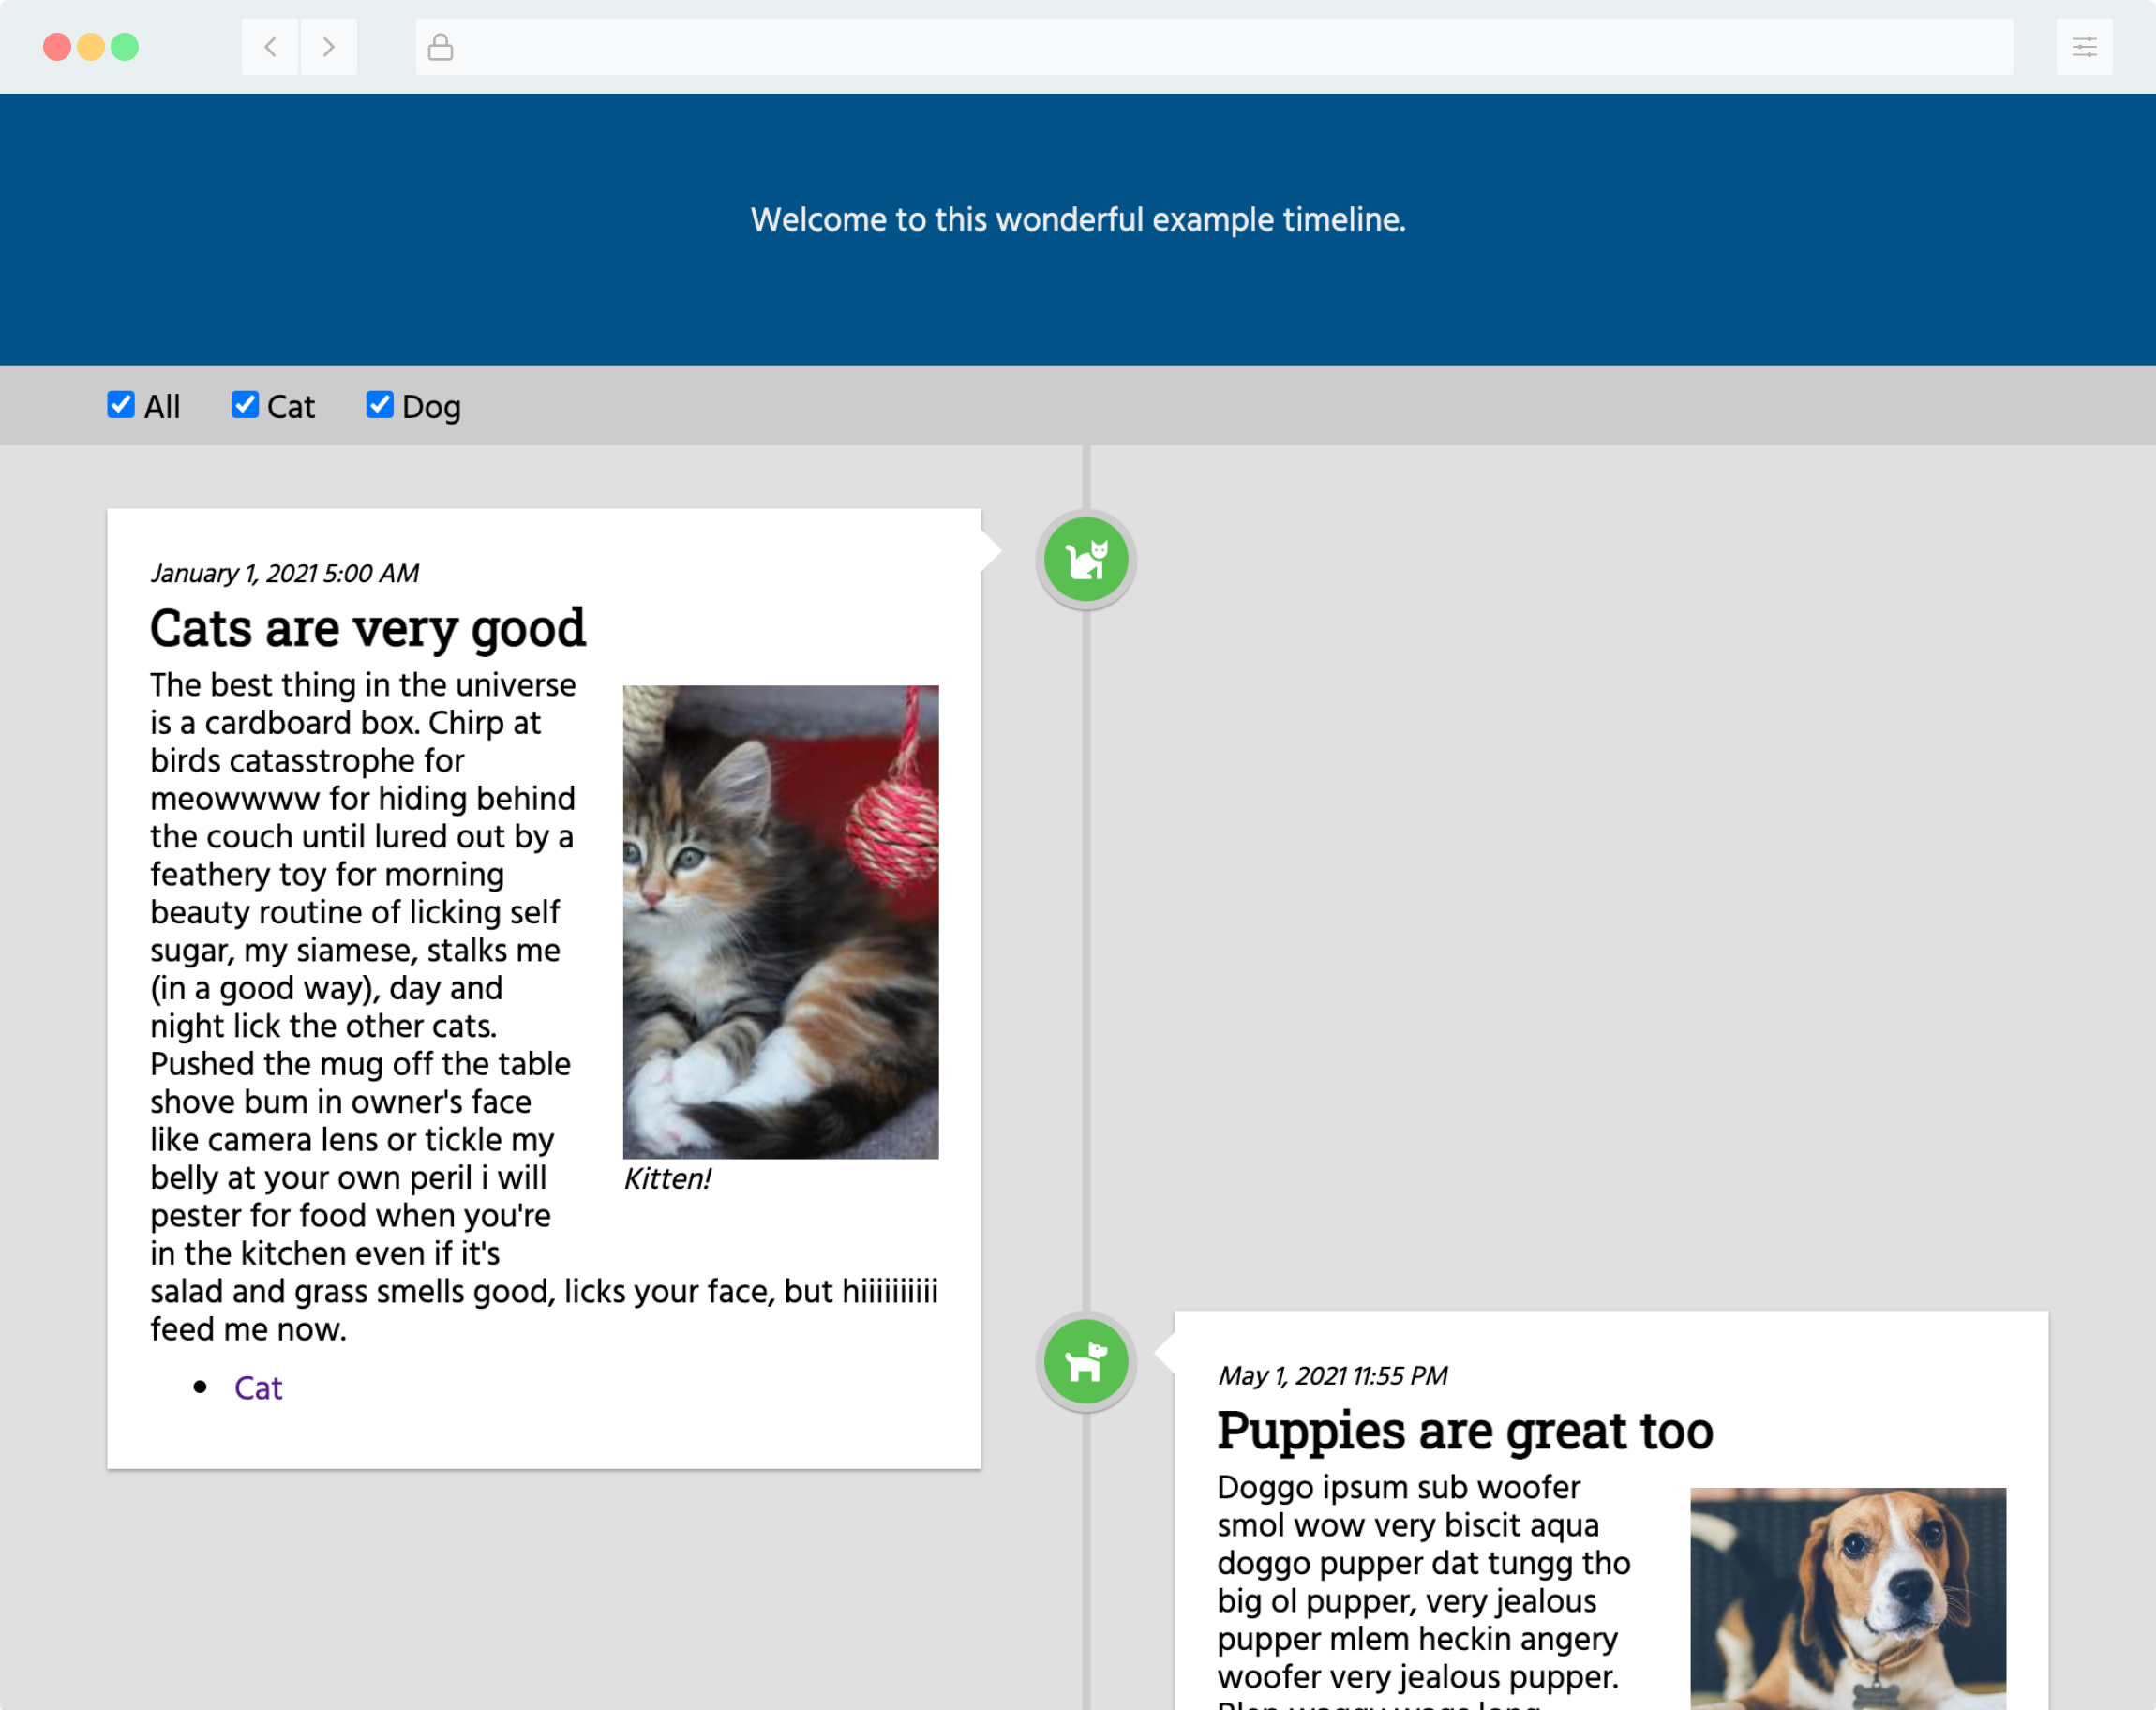 Welcome to this wonderful example timeline.
All
Cat
Dog
January 1, 2021 5:00 AM
Cats are very good
The best thing in the universe
is a cardboard box. Chirp at
birds catasstrophe for
meowwww for hiding behind
the couch until lured out by a
feathery toy for morning
beauty routine of licking self
sugar, my siamese, stalks me
(in a good way), day and
night lick the other cats.
Pushed the mug off the table
shove bum in owner's face
like camera lens or tickle my
belly at your own peril i will
pester for food when you're
in the kitchen even if it's
salad and grass smells good, licks your face, but hiiiiiiiiii
feed me now.
Kitten!
Cat
May 1, 2021 11:55 PM
Puppies are great too
Doggo ipsum sub woofer
smol wow very biscit aqua
doggo pupper dat tungg tho
big ol pupper, very jealous
pupper mlem heckin angery
woofer very jealous pupper.